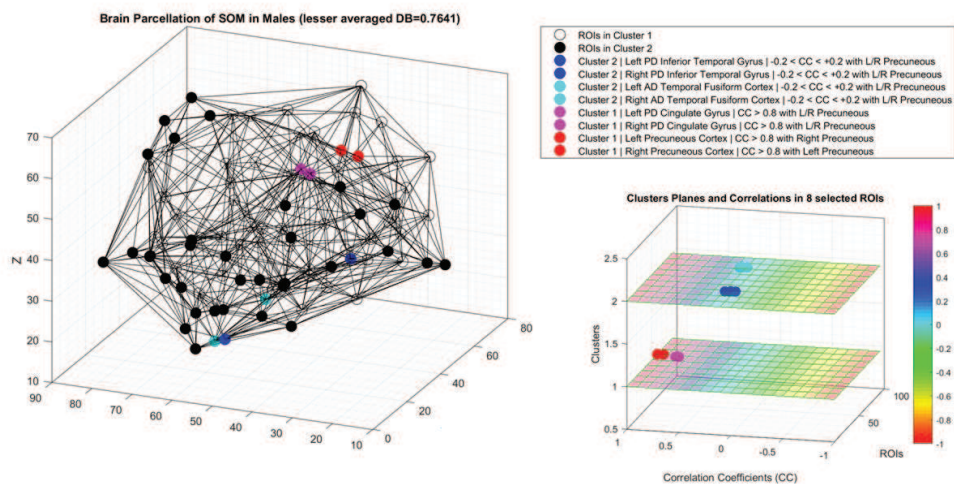 Brain Parcellation of SOM in Males (lesser averaged DB=0.7641)
70
60
50
40
30
20
10
Z
90
80
70
60
50
40
30
20
10
0
20
40
60
80
ROIs in Cluster 1
ROIs in Cluster 2
Cluster 2 | Left PD Inferior Temporal Gyrus | -0.2 < CC < +0.2 with L/R Precuneous
Cluster 2 | Right PD Inferior Temporal Gyrus | -0.2 < CC < +0.2 with L/R Precuneous
Cluster 2 | Left AD Temporal Fusiform Cortex | -0.2 < CC < +0.2 with L/R Precuneous
Cluster 2 | Right AD Temporal Fusiform Cortex | -0.2 < CC < +0.2 with L/R Precuneous
Cluster 1 | Left PD Cingulate Gyrus | CC > 0.8 with L/R Precuneous
Cluster 1 | Right PD Cingulate Gyrus | CC > 0.8 with L/R Precuneous
Cluster 1 | Left Precuneous Cortex | CC > 0.8 with Right Precuneous
Cluster 1 | Right Precuneous Cortex | CC > 0.8 with Left Precuneous
Clusters Planes and Correlations in 8 selected ROIs
2.5
2
1.5
1
0.5
Clusters
1
0.5
0
-0.5
-1
Correlation Coefficients (CC)
50
100
ROIs
1
0.8
0.6
0.4
0.2
0
-0.2
-0.4
-0.6
-0.8
-1